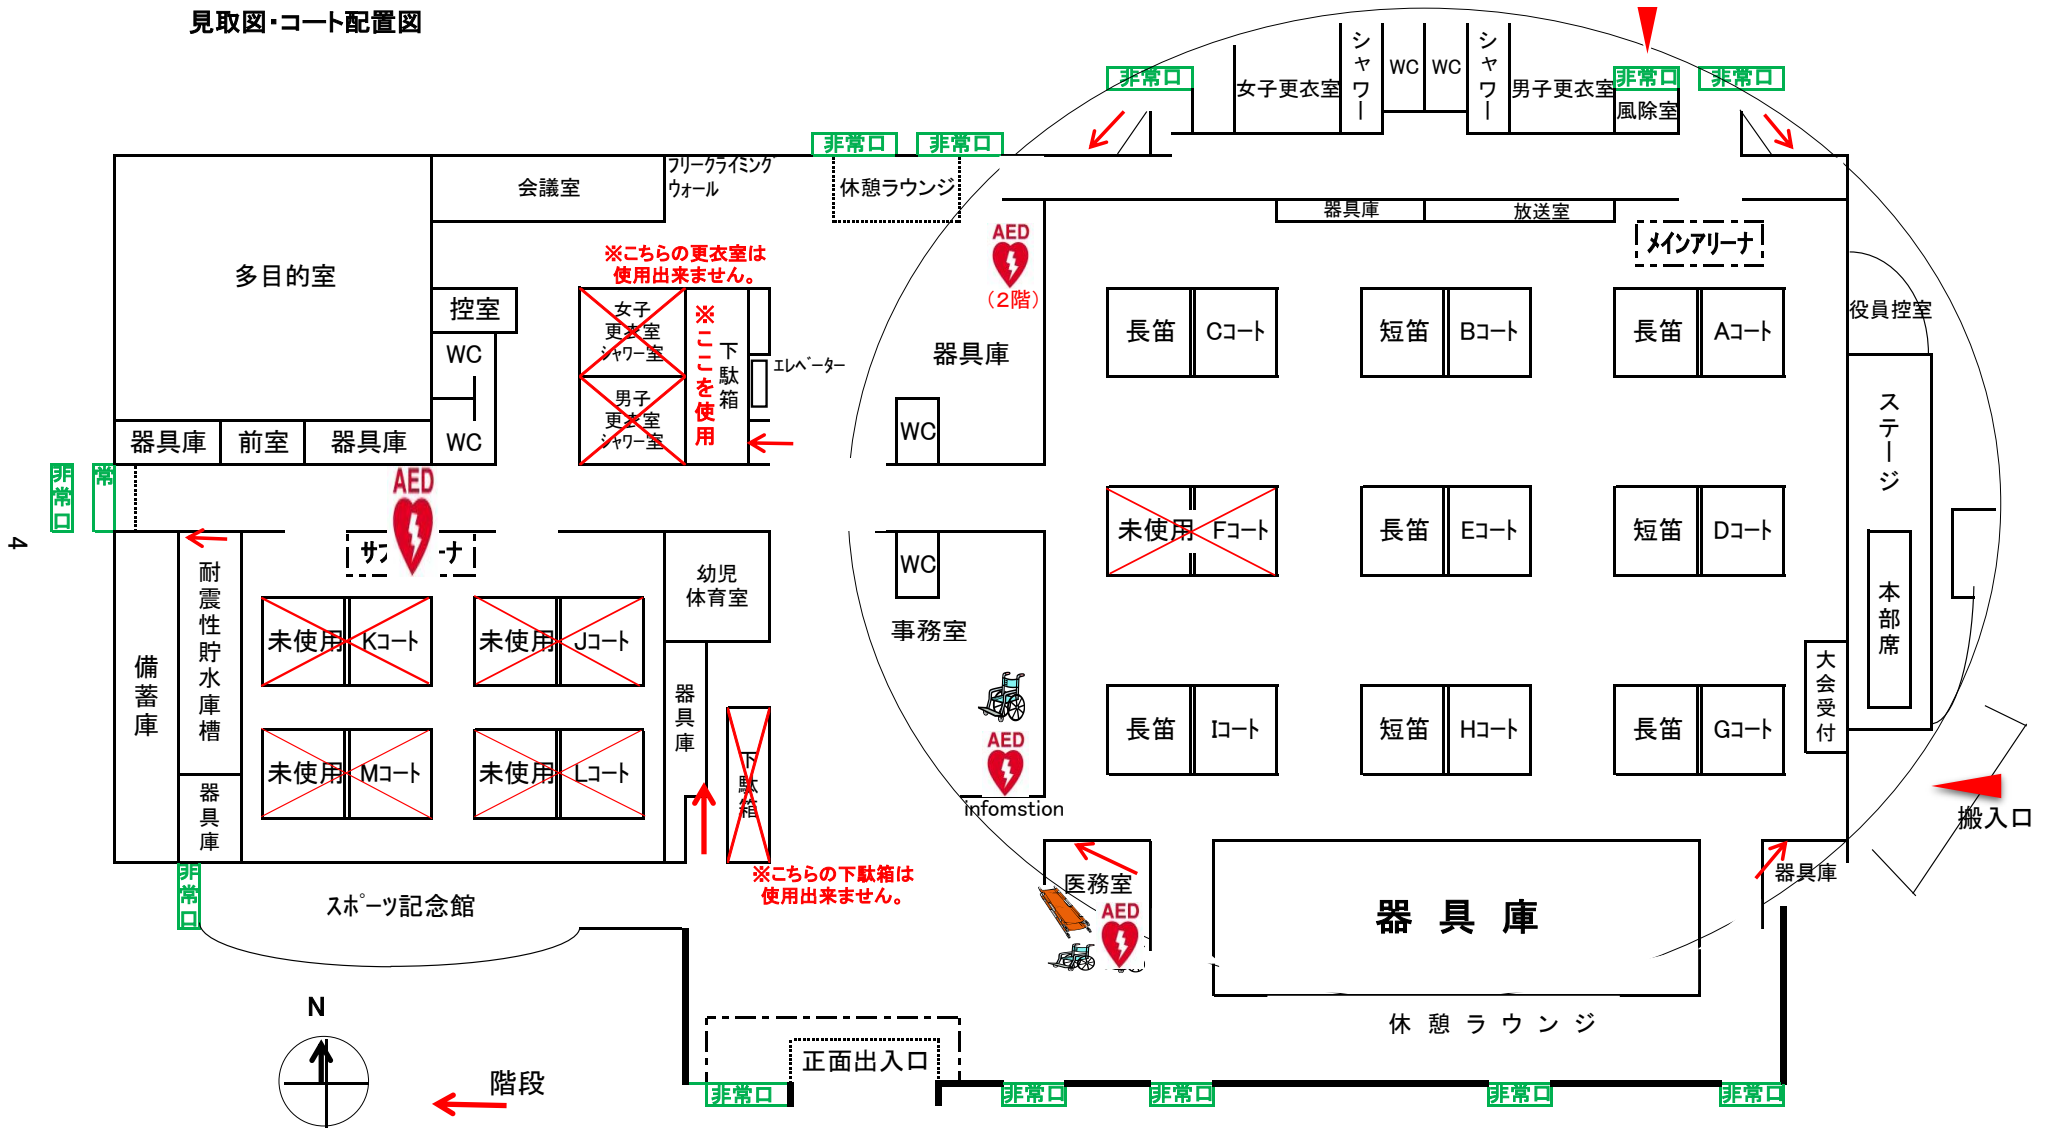 見取図・コート配置図
シャワー
WC
WC
シャワー
女子更衣室
男子更衣室
非常口
非常口
非常口
風除室
非常口
非常口
フリークライミング
ウォール
会議室
休憩ラウンジ
器具庫
放送室
メインアリーナ
AED
(2階)
※こちらの更衣室は
使用出来ません。
多目的室
控室
WC
WC
女子
更衣室
シャワー室
男子
更衣室
シャワー室
※ここを使用
下駄箱
エレベーター
器具庫
WC
長笛
Cコート
短笛
Bコート
長笛
Aコート
役員控室
ステージ
器具庫
前室
器具庫
非常口
常
AED
未使用
Fコート
長笛
Eコート
短笛
Dコート
4
サブ
ーナ
WC
事務室
幼児
体育室
耐震性貯水庫槽
備蓄庫
未使用
Kコート
未使用
Jコート
本部席
大会受付
器具庫
下駄箱
未使用
Mコート
未使用
Lコート
器具庫
AED
infomstion
長笛
Iコート
短笛
Hコート
長笛
Gコート
搬入口
※こちらの下駄箱は
使用出来ません。
非常口
スポーツ記念館
医務室
AED
器具庫
器具庫
休憩ラウンジ
N
階段
正面出入口
非常口
非常口
非常口
非常口
非常口